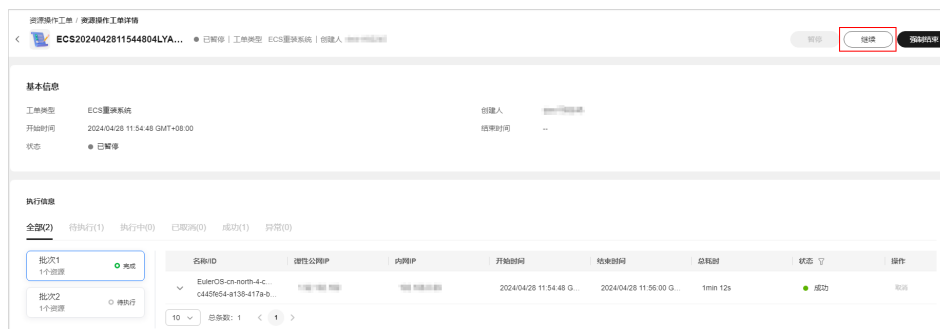 资源操作工单 / 资源操作工单详情
ECS2024042811544804LYA... 已暂停 | 工单类型 ECS重装系统 | 创建人
暂停 继续 强制结束
基本信息
工单类型 ECS重装系统 创建人
开始时间 2024/04/28 11:54:48 GMT+08:00 结束时间 --
状态 已暂停
执行信息
全部(2) 待执行(1) 执行中(0) 已取消(0) 成功(1) 异常(0)
批次1 完成
1个资源
批次2 待执行
1个资源
名称/ID 弹性公网IP 内网IP 开始时间 结束时间 总耗时 状态 操作
EulerOS-cn-north-4-c...
c445fe54-a138-417a-b... 2024/04/28 11:54:48 G... 2024/04/28 11:56:00 G... 1min 12s 成功 取消
10 总条数: 1 < 1 >